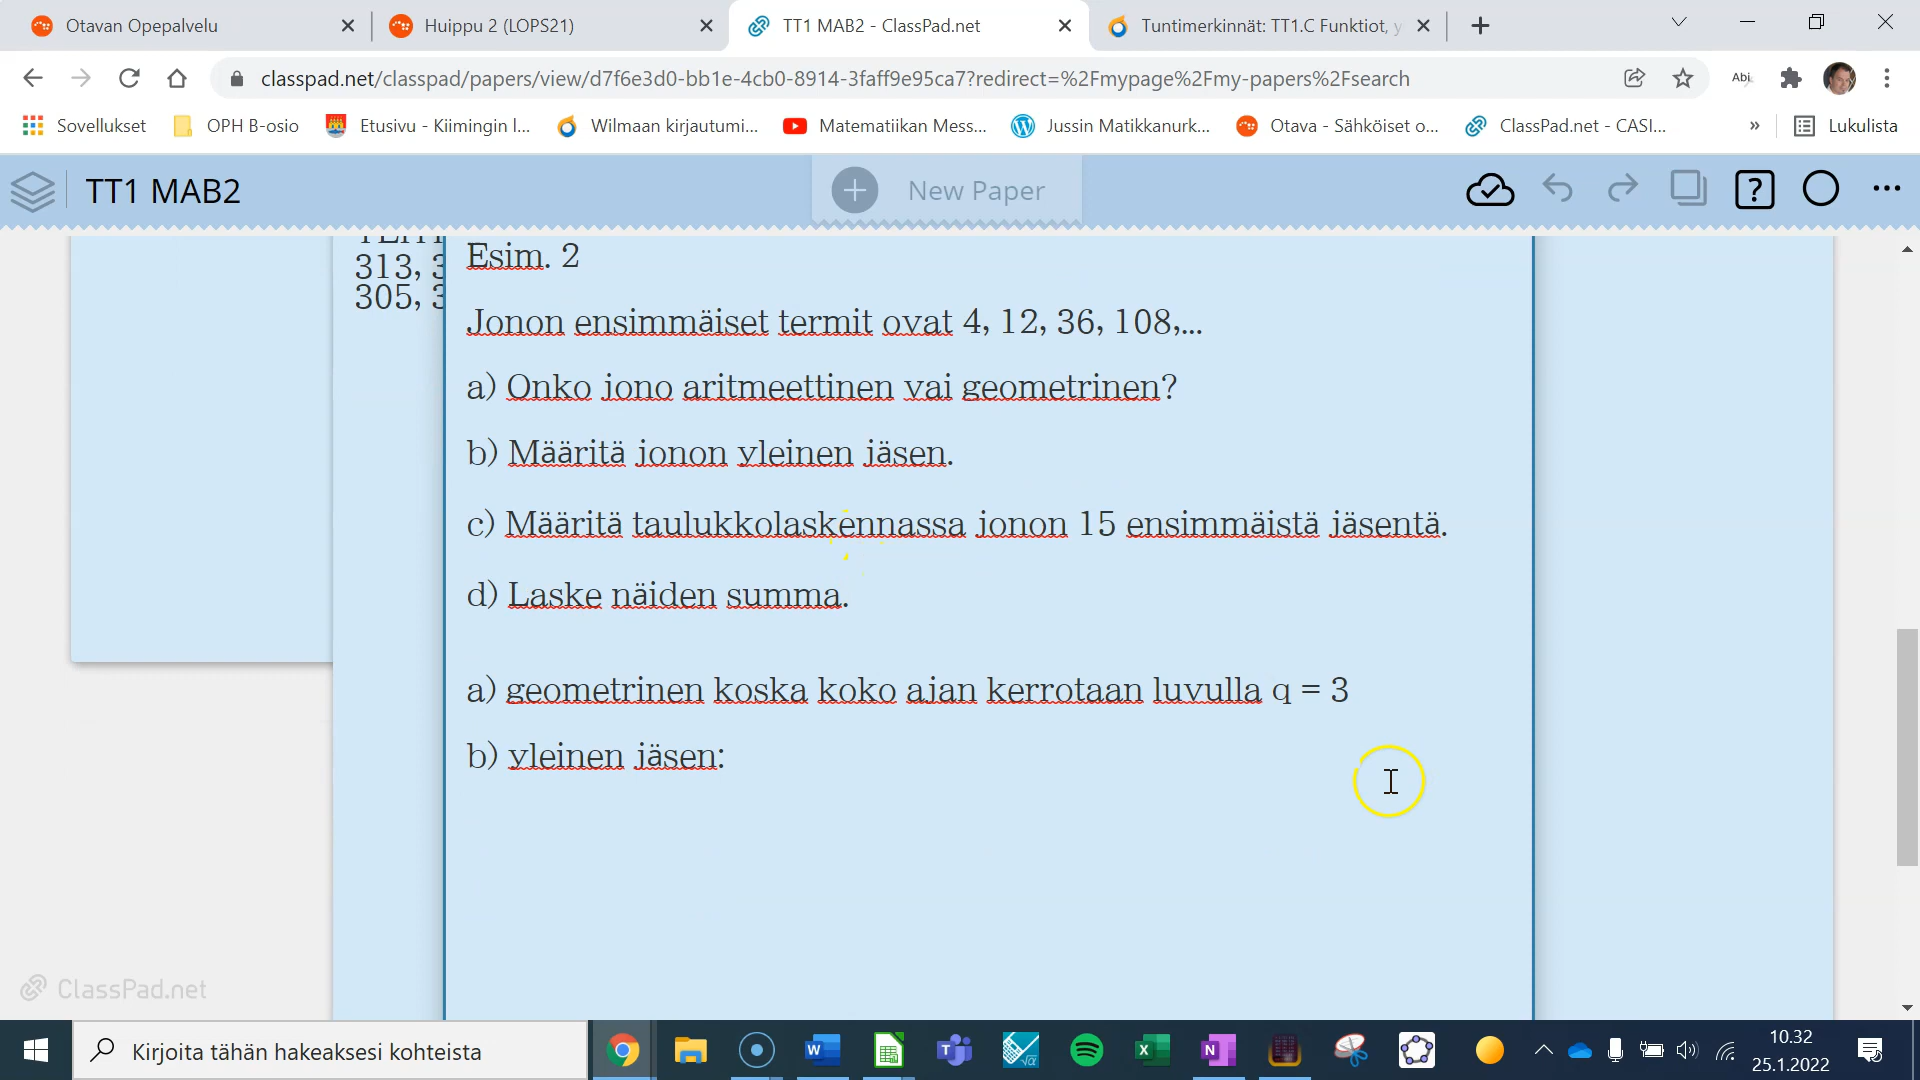 Otavan Opepalvelu
Huippu 2 (LOPS21)
TT1 MAB2 - ClassPad.net
Tuntimerkinnät: TT1.C Funktiot, y
classpad.net/classpad/papers/view/d7f6e3d0-bb1e-4cb0-8914-3faff9e95ca7?redirect=%2Fmypage%2Fmy-papers%2Fsearch
Abi
Sovellukset
OPH B-osio
Etusivu - Kiimingin l...
Wilmaan kirjautumi...
Matematiikan Mess...
Jussin Matikkanurk...
Otava - Sähköiset o...
ClassPad.net - CASI...
»
Lukulista
TT1 MAB2
New Paper
313, 3
305, 3
Esim. 2
Jonon ensimmäiset termit ovat 4, 12, 36, 108,...
a) Onko jono aritmeettinen vai geometrinen?
b) Määritä jonon yleinen jäsen.
c) Määritä taulukkolaskennassa jonon 15 ensimmäistä jäsentä.
d) Laske näiden summa.
a) geometrinen koska koko ajan kerrotaan luvulla q = 3
b) yleinen jäsen:
ClassPad.net
Kirjoita tähän hakeaksesi kohteista
10.32
25.1.2022